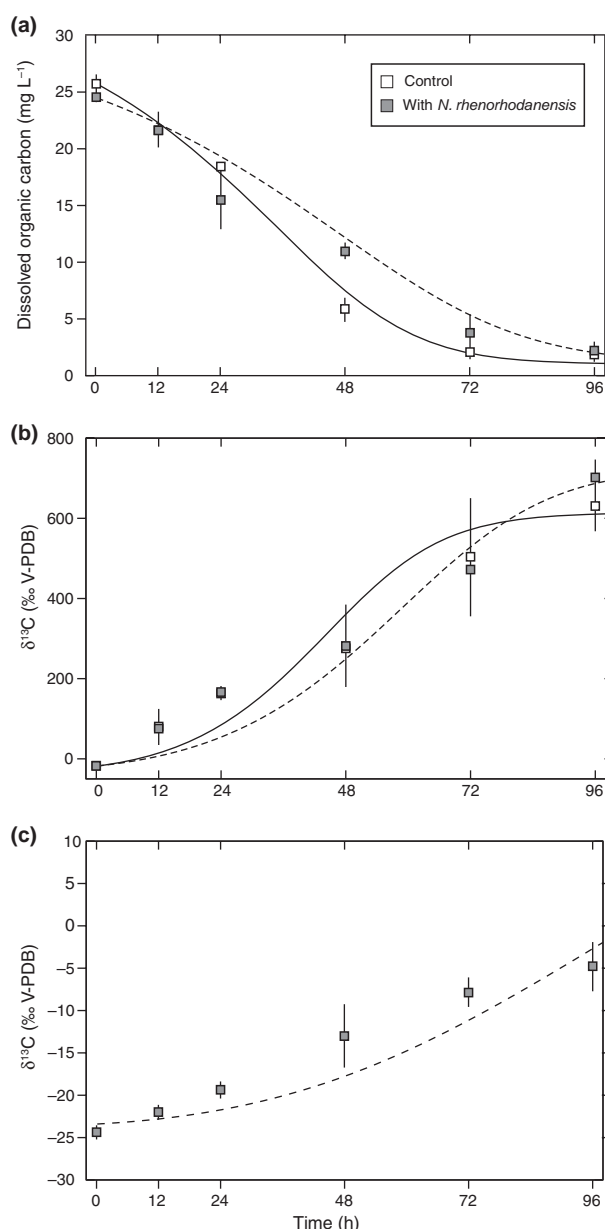 (a)
30
25
20
15
10
5
0
Dissolved organic carbon (mg L⁻¹)
Control
With N. rhenorhodanensis
0 12 24 48 72 96
(b)
800
600
400
200
0
δ¹³C (‰ V-PDB)
0 12 24 48 72 96
(c)
10
5
0
−5
−10
−15
−20
−25
−30
δ¹³C (‰ V-PDB)
0 12 24 48 72 96
Time (h)